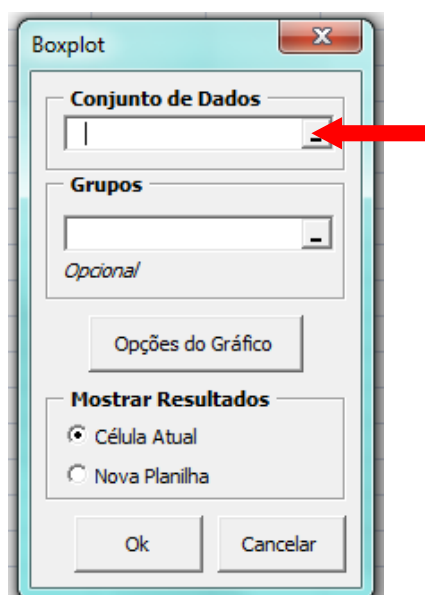 Boxplot
Conjunto de Dados
Grupos
Opcional
Opções do Gráfico
Mostrar Resultados
Célula Atual
Nova Planilha
Ok Cancelar